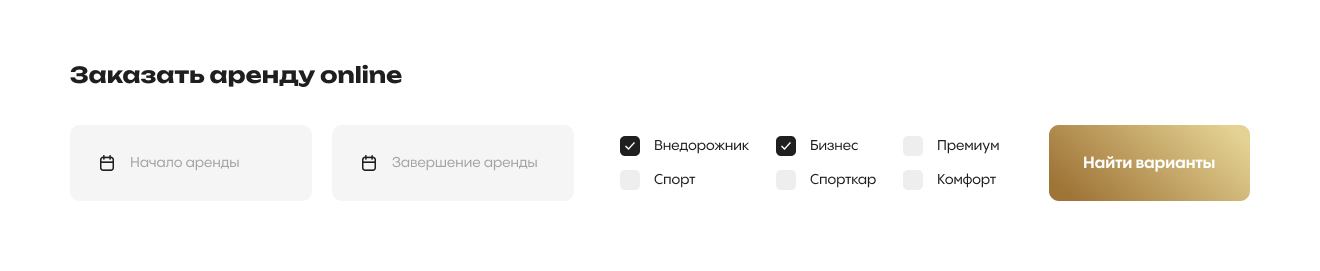 Заказать аренду online
Начало аренды
Завершение аренды
Внедорожник
Бизнес
Премиум
Спорт
Спорткар
Комфорт
Найти варианты